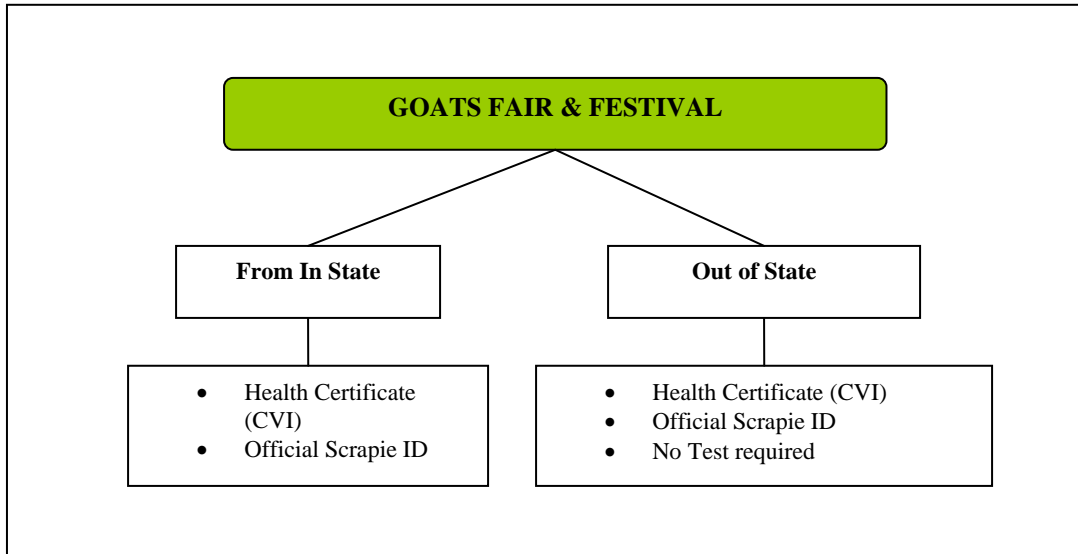 GOATS FAIR & FESTIVAL
From In State
Out of State
• Health Certificate
(CVI)
• Official Scrapie ID
• Health Certificate (CVI)
• Official Scrapie ID
• No Test required